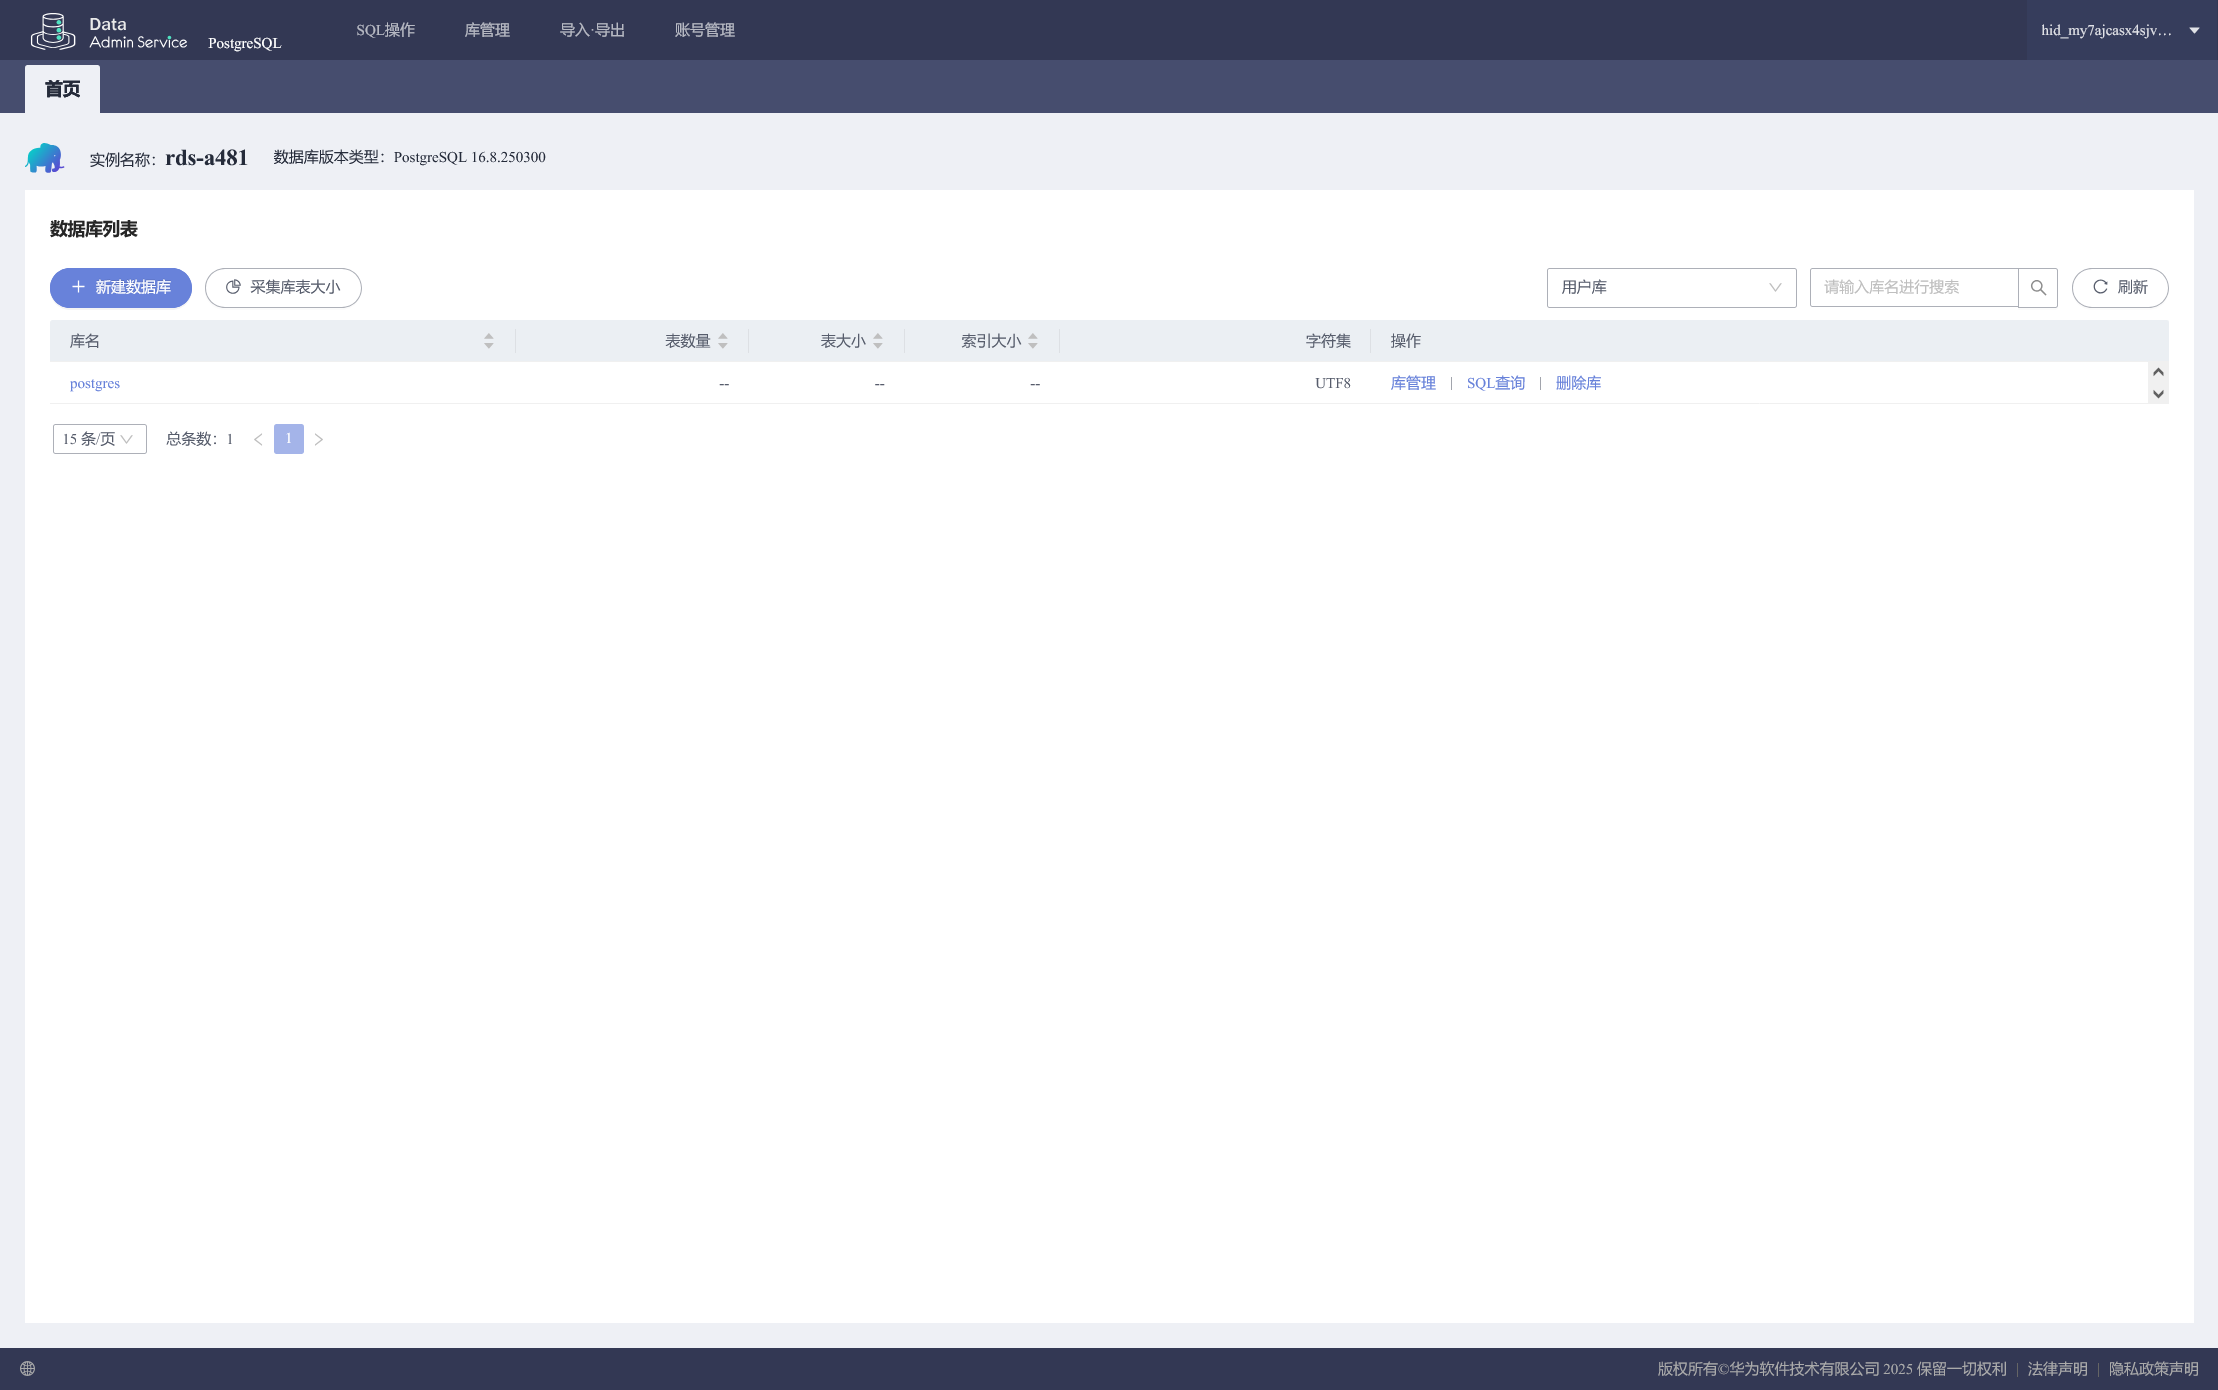 Data
Admin Service PostgreSQL SQL操作 库管理 导入·导出 账号管理 hid_my7ajcasx4sjv...
首页
实例名称： rds-a481 数据库版本类型：PostgreSQL 16.8.250300
数据库列表
新建数据库 采集库表大小 用户库 请输入库名进行搜索 刷新
库名 表数量 表大小 索引大小 字符集 操作
postgres -- -- -- UTF8 库管理 | SQL查询 | 删除库
15 条/页 总条数：1 < 1 >
版权所有©华为软件技术有限公司 2025 保留一切权利 | 法律声明 | 隐私政策声明